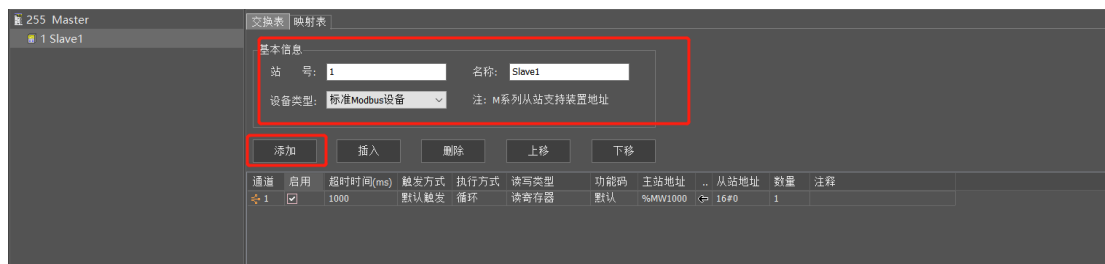 255 Master
1 Slave1
交换表 映射表
基本信息
站 号: 1 名称: Slave1
设备类型: 标准Modbus设备 注: M系列从站支持装置地址
添加 插入 删除 上移 下移
通道 启用 超时时间(ms) 触发方式 执行方式 读写类型 功能码 主站地址 .. 从站地址 数量 注释
1 1000 默认触发 循环 读寄存器 默认 %MW1000 16#0 1